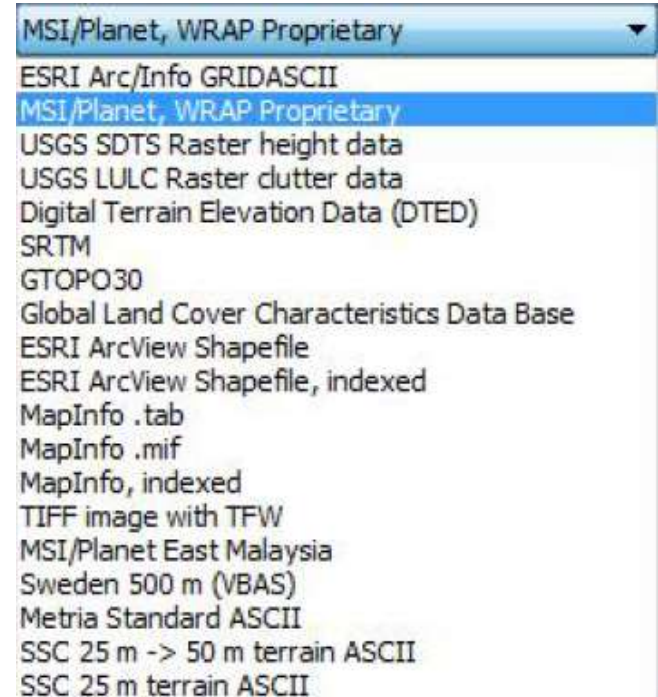 MSI/Planet, WRAP Proprietary
ESRI Arc/Info GRIDASCII
MSI/Planet, WRAP Proprietary
USGS SDTS Raster height data
USGS LULC Raster clutter data
Digital Terrain Elevation Data (DTED)
SRTM
GTOPO30
Global Land Cover Characteristics Data Base
ESRI ArcView Shapefile
ESRI ArcView Shapefile, indexed
MapInfo .tab
MapInfo .mif
MapInfo, indexed
TIFF image with TFW
MSI/Planet East Malaysia
Sweden 500 m (VBAS)
Metria Standard ASCII
SSC 25 m -> 50 m terrain ASCII
SSC 25 m terrain ASCII